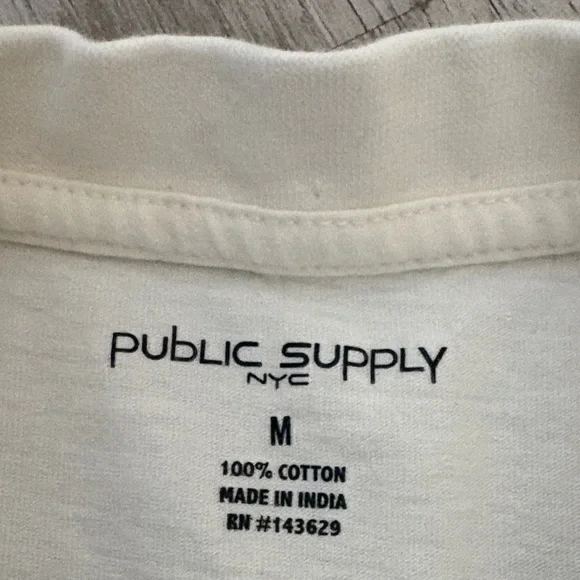 PUbLIC SUPPLY
NYC
M
100% COTTON
MADE IN INDIA
RN #143629